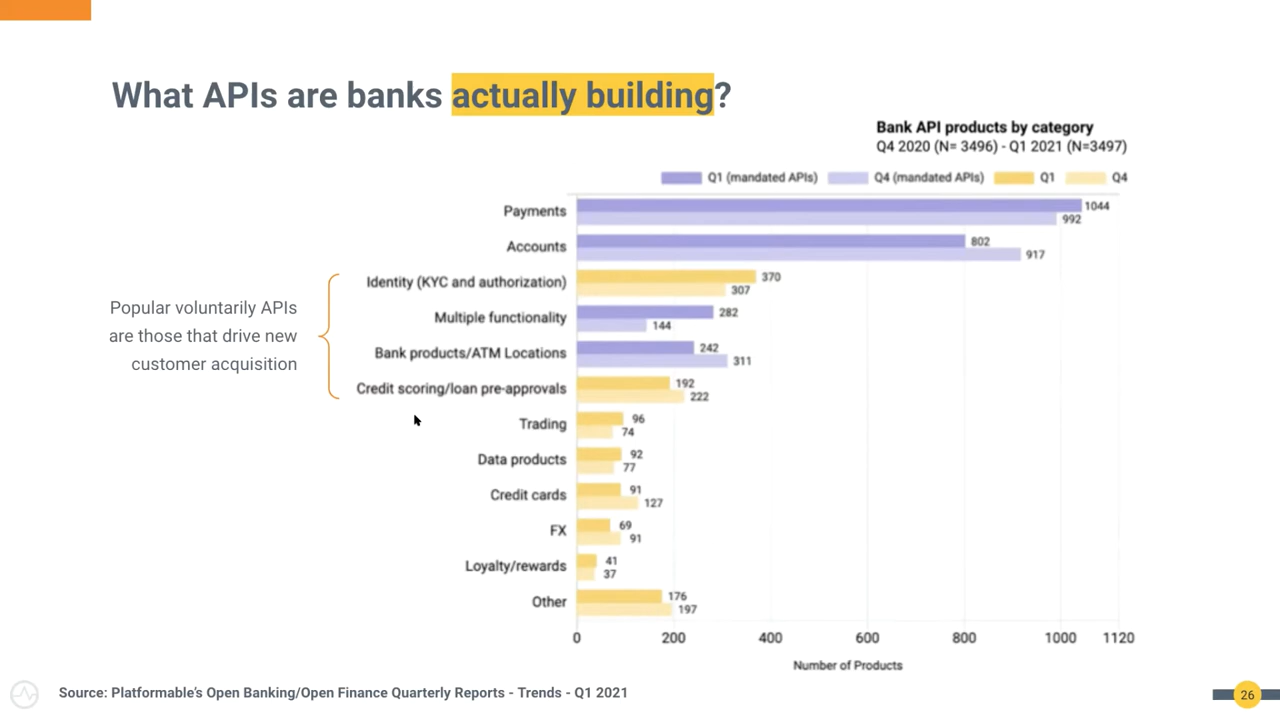 What APIs are banks actually building?
Bank API products by category
Q4 2020 (N= 3496) - Q1 2021 (N=3497)
Q1 (mandated APIs) Q4 (mandated APIs) Q1 Q4
Popular voluntarily APIs
are those that drive new
customer acquisition
Payments 1044
992
Accounts 802
917
Identity (KYC and authorization) 370
307
Multiple functionality 282
144
Bank products/ATM Locations 242
311
Credit scoring/loan pre-approvals 192
222
Trading 96
74
Data products 92
77
Credit cards 91
127
FX 69
91
Loyalty/rewards 41
37
Other 176
197
0 200 400 600 800 1000 1120
Number of Products
Source: Platformable's Open Banking/Open Finance Quarterly Reports - Trends - Q1 2021
26